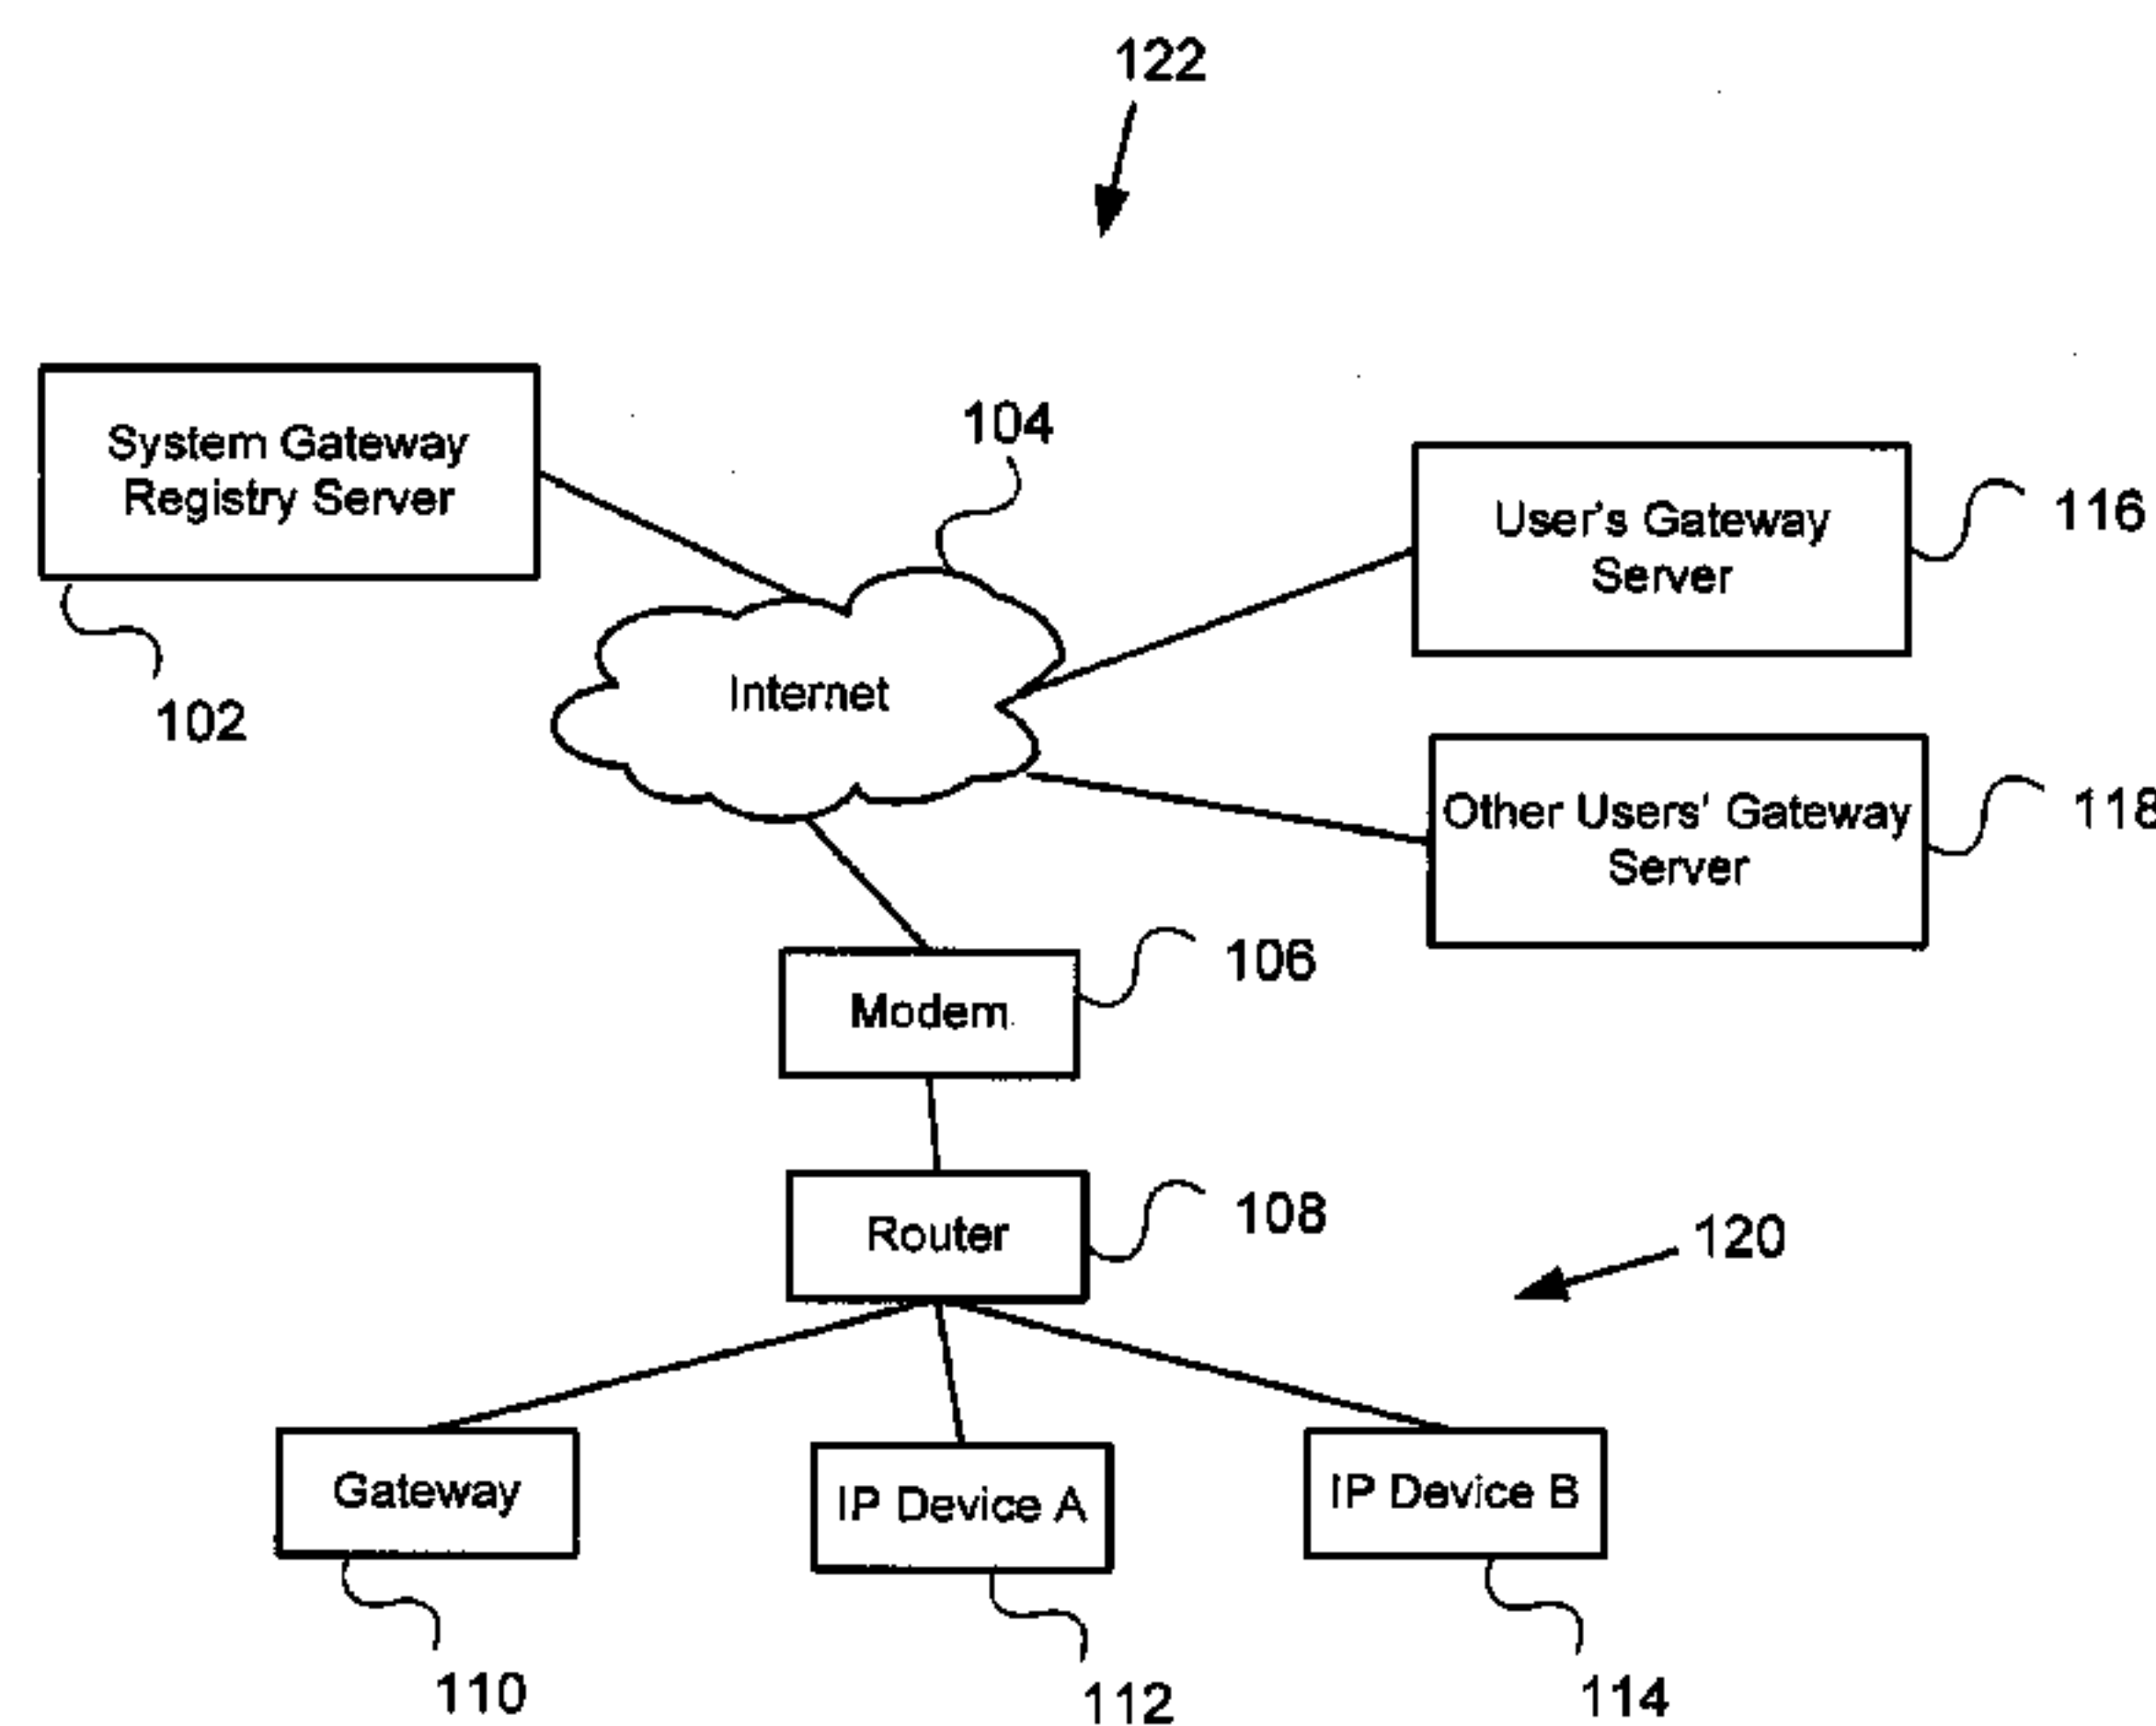 122
System Gateway
Registry Server
102
104
Internet
User's Gateway
Server
116
Other Users' Gateway
Server
118
Modem
106
Router
108
120
Gateway
110
IP Device A
112
IP Device B
114